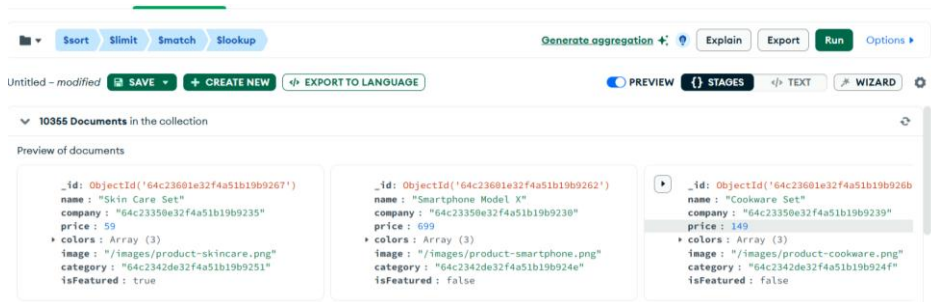 $sort $limit $match $lookup Generate aggregation Explain Export Run Options
Untitled – modified SAVE + CREATE NEW </> EXPORT TO LANGUAGE PREVIEW {} STAGES </> TEXT WIZARD
10355 Documents in the collection
Preview of documents
_id: ObjectId('64c23601e32f4a51b19b9267')
name : "Skin Care Set"
company : "64c23350e32f4a51b19b9235"
price : 59
colors : Array (3)
image : "/images/product-skincare.png"
category : "64c2342de32f4a51b19b9251"
isFeatured : true
_id: ObjectId('64c23601e32f4a51b19b9262')
name : "Smartphone Model X"
company : "64c23350e32f4a51b19b9230"
price : 699
colors : Array (3)
image : "/images/product-smartphone.png"
category : "64c2342de32f4a51b19b924e"
isFeatured : false
_id: ObjectId('64c23601e32f4a51b19b926b
name : "Cookware Set"
company : "64c23350e32f4a51b19b9239"
price : 149
colors : Array (3)
image : "/images/product-cookware.png"
category : "64c2342de32f4a51b19b924f"
isFeatured : false